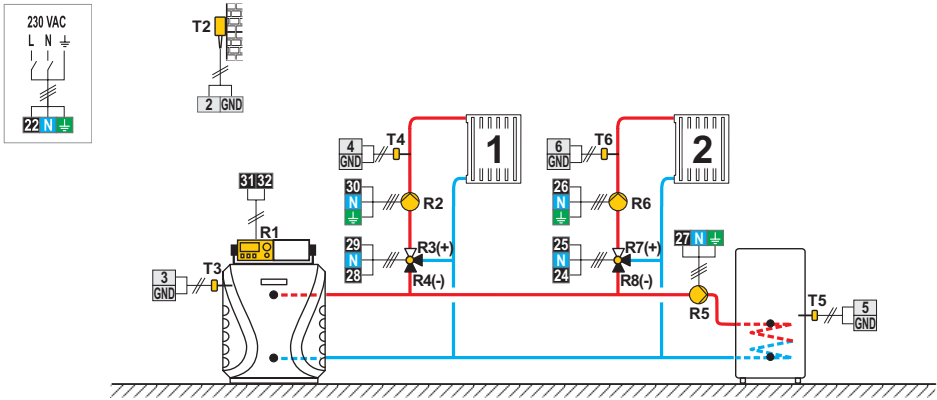 230 VAC
L N
22 N
T2
2 GND
4
GND
T4
1
6
GND
T6
2
31 32
30
N
R2
26
N
R6
R1
29
N
28
R3(+)
R4(-)
25
N
24
R7(+)
R8(-)
27 N
3
GND
T3
R5
T5
5
GND